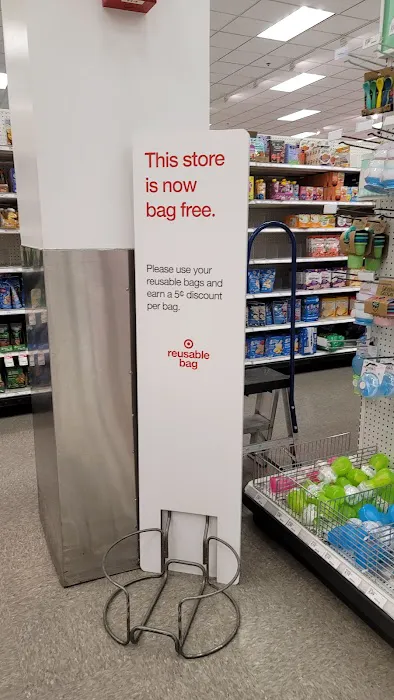 This store
is now
bag free.
Please use your
reusable bags and
earn a 5¢ discount
per bag.
reusable
bag